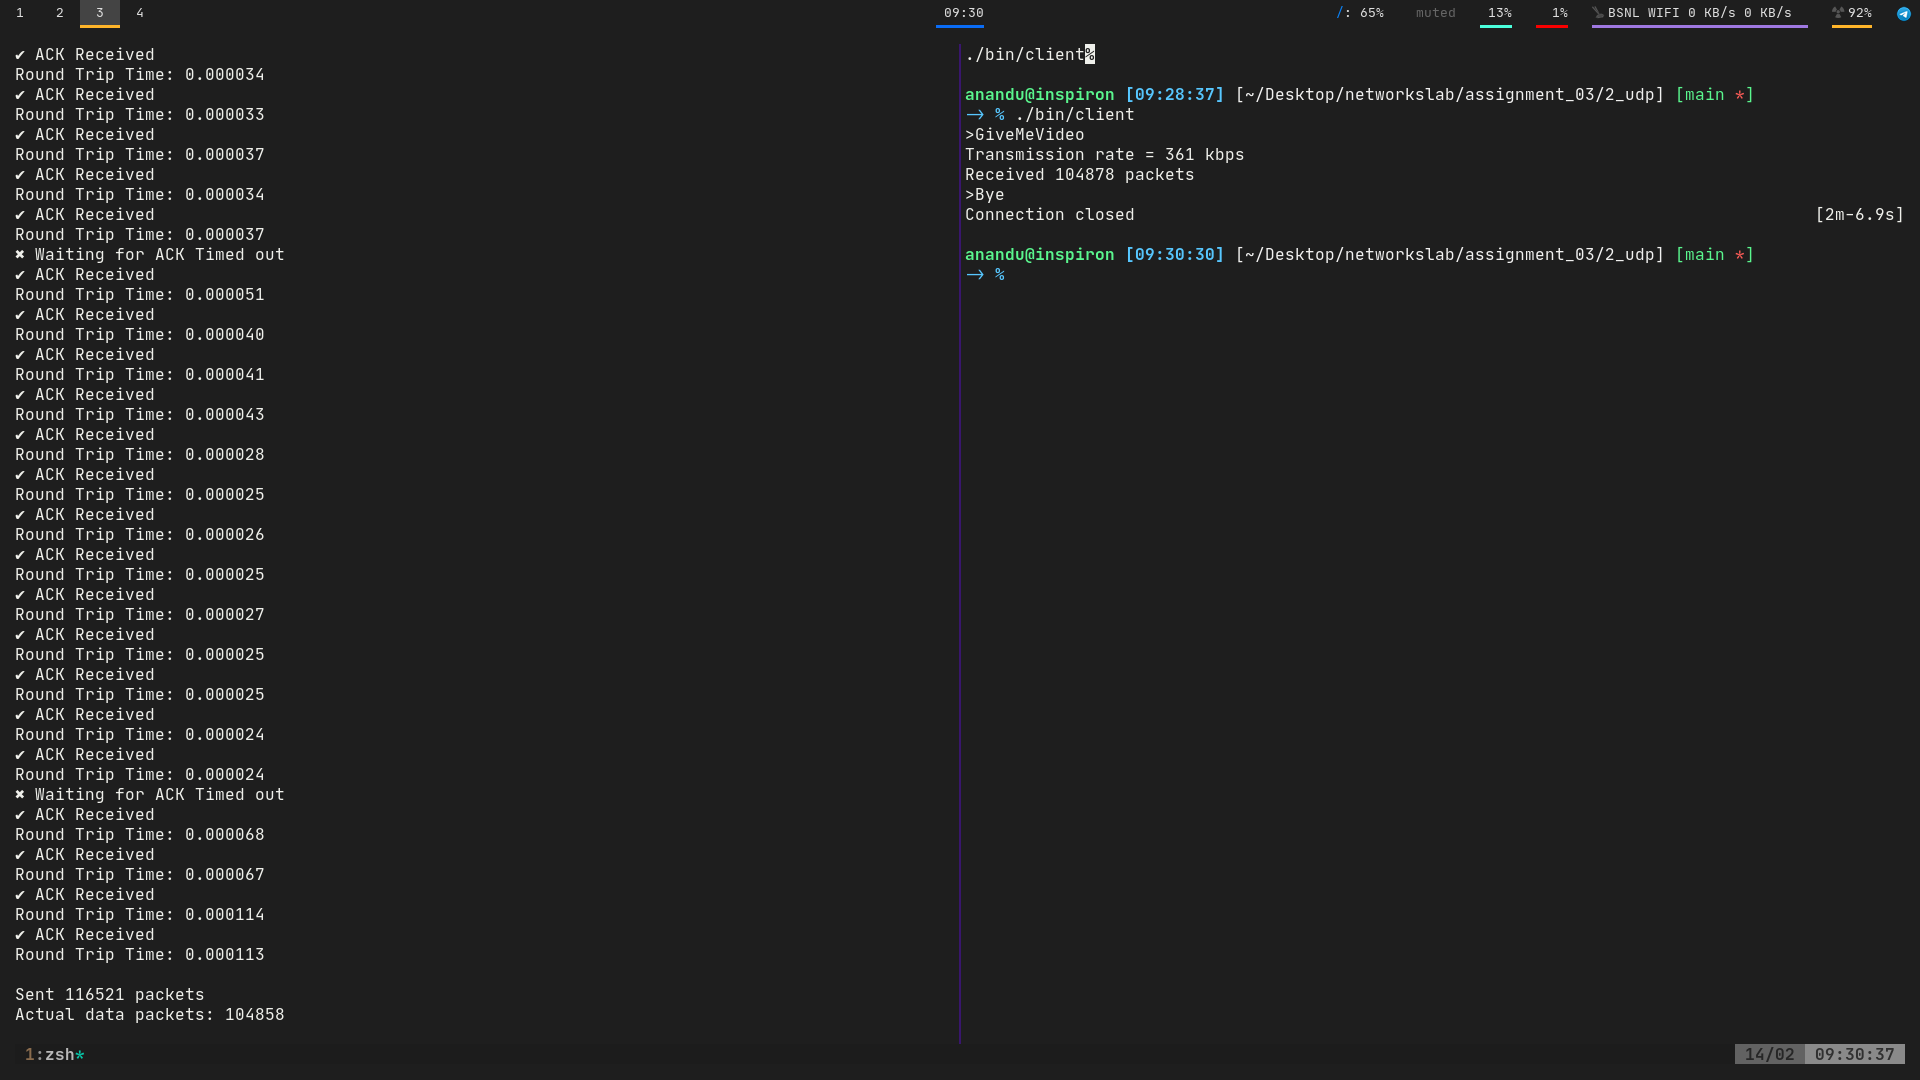 1 2 3 4 09:30 /: 65% muted 13% 1% BSNL WIFI 0 KB/s 0 KB/s 92%
✔ ACK Received
Round Trip Time: 0.000034
✔ ACK Received
Round Trip Time: 0.000033
✔ ACK Received
Round Trip Time: 0.000037
✔ ACK Received
Round Trip Time: 0.000034
✔ ACK Received
Round Trip Time: 0.000037
✖ Waiting for ACK Timed out
✔ ACK Received
Round Trip Time: 0.000051
✔ ACK Received
Round Trip Time: 0.000040
✔ ACK Received
Round Trip Time: 0.000041
✔ ACK Received
Round Trip Time: 0.000043
✔ ACK Received
Round Trip Time: 0.000028
✔ ACK Received
Round Trip Time: 0.000025
✔ ACK Received
Round Trip Time: 0.000026
✔ ACK Received
Round Trip Time: 0.000025
✔ ACK Received
Round Trip Time: 0.000027
✔ ACK Received
Round Trip Time: 0.000025
✔ ACK Received
Round Trip Time: 0.000025
✔ ACK Received
Round Trip Time: 0.000024
✔ ACK Received
Round Trip Time: 0.000024
✖ Waiting for ACK Timed out
✔ ACK Received
Round Trip Time: 0.000068
✔ ACK Received
Round Trip Time: 0.000067
✔ ACK Received
Round Trip Time: 0.000114
✔ ACK Received
Round Trip Time: 0.000113
Sent 116521 packets
Actual data packets: 104858
./bin/client%
anandu@inspiron [09:28:37] [~/Desktop/networkslab/assignment_03/2_udp] [main *]
-> % ./bin/client
>GiveMeVideo
Transmission rate = 361 kbps
Received 104878 packets
>Bye
Connection closed [2m-6.9s]
anandu@inspiron [09:30:30] [~/Desktop/networkslab/assignment_03/2_udp] [main *]
-> %
1:zsh* 14/02 09:30:37